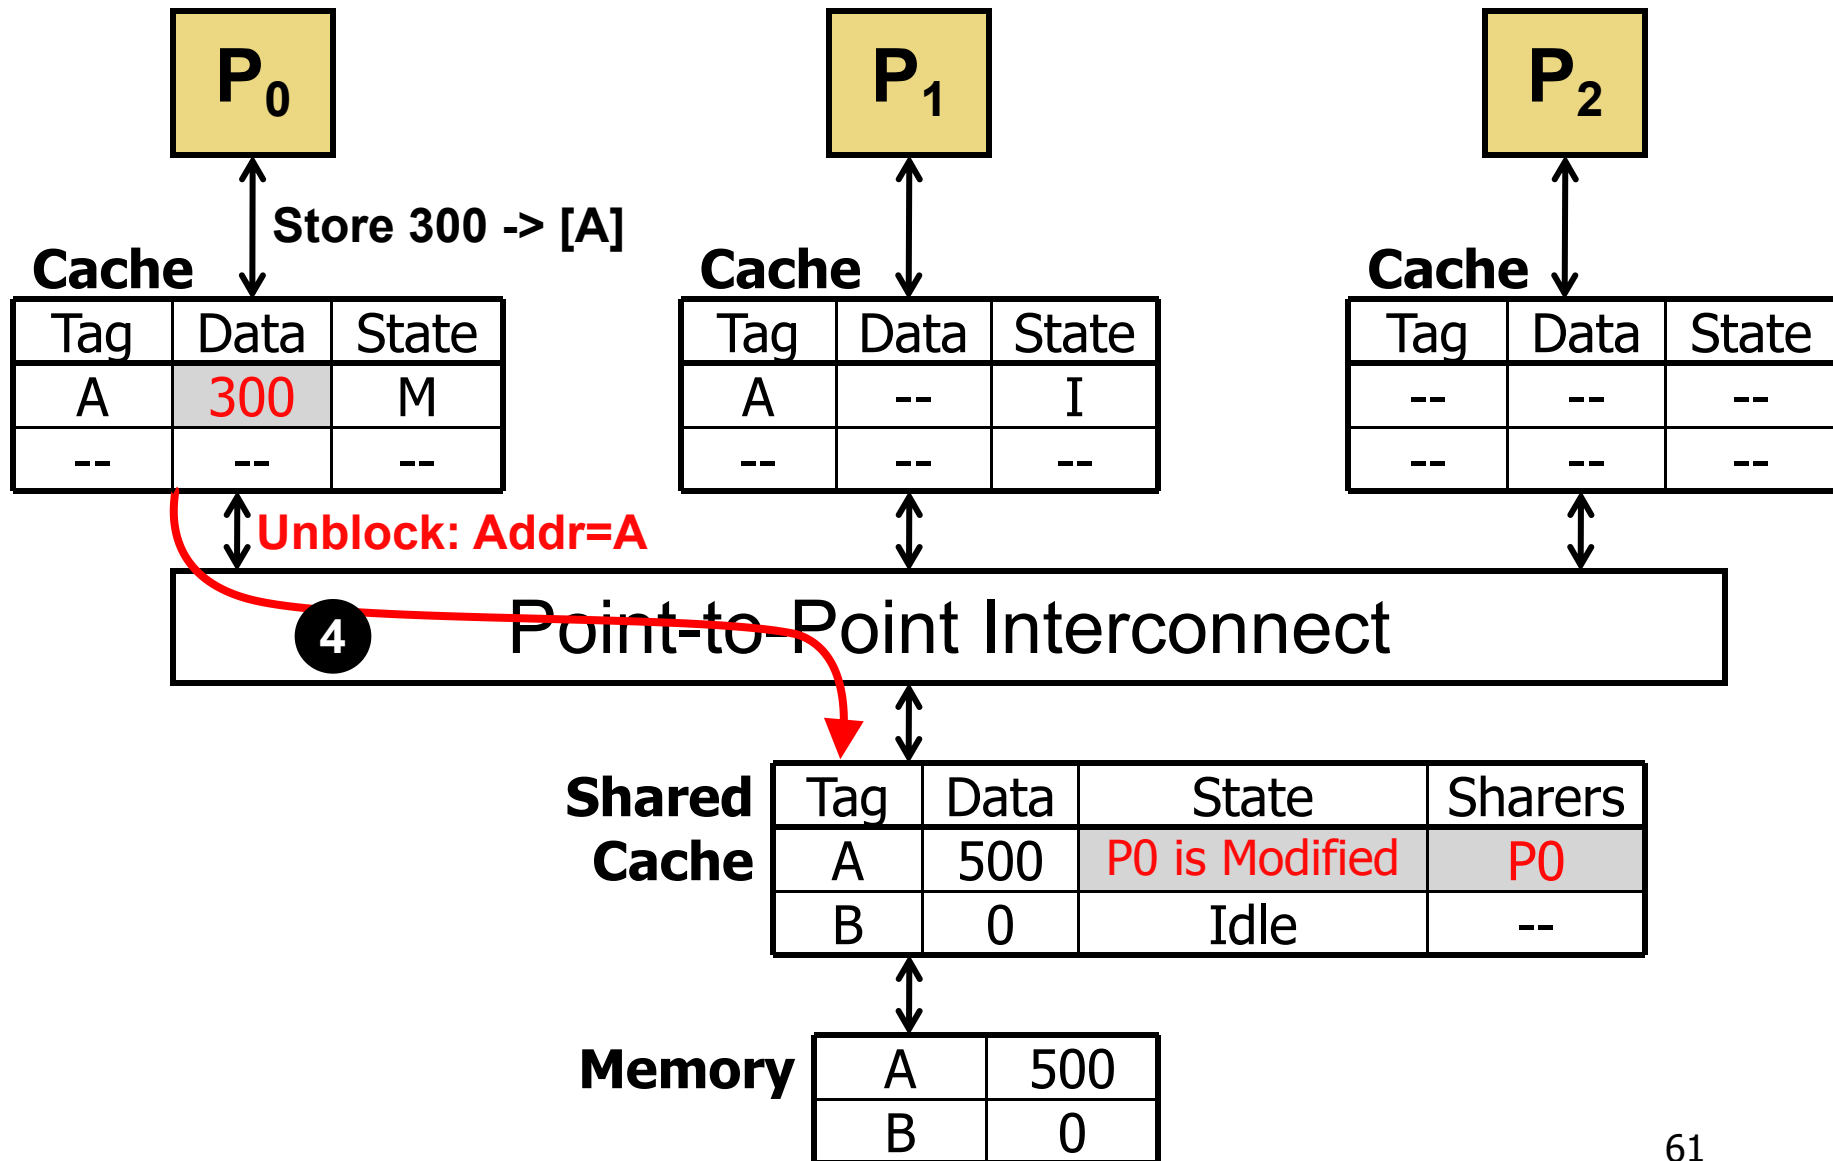 P0 P1 P2
Store 300 -> [A]
Cache Cache Cache
Tag Data State Tag Data State Tag Data State
A 300 M A -- I -- -- --
-- -- -- -- -- -- -- -- --
Unblock: Addr=A
4 Point-to-Point Interconnect
Shared Tag Data State Sharers
Cache A 500 P0 is Modified P0
B 0 Idle --
Memory A 500
B 0
61